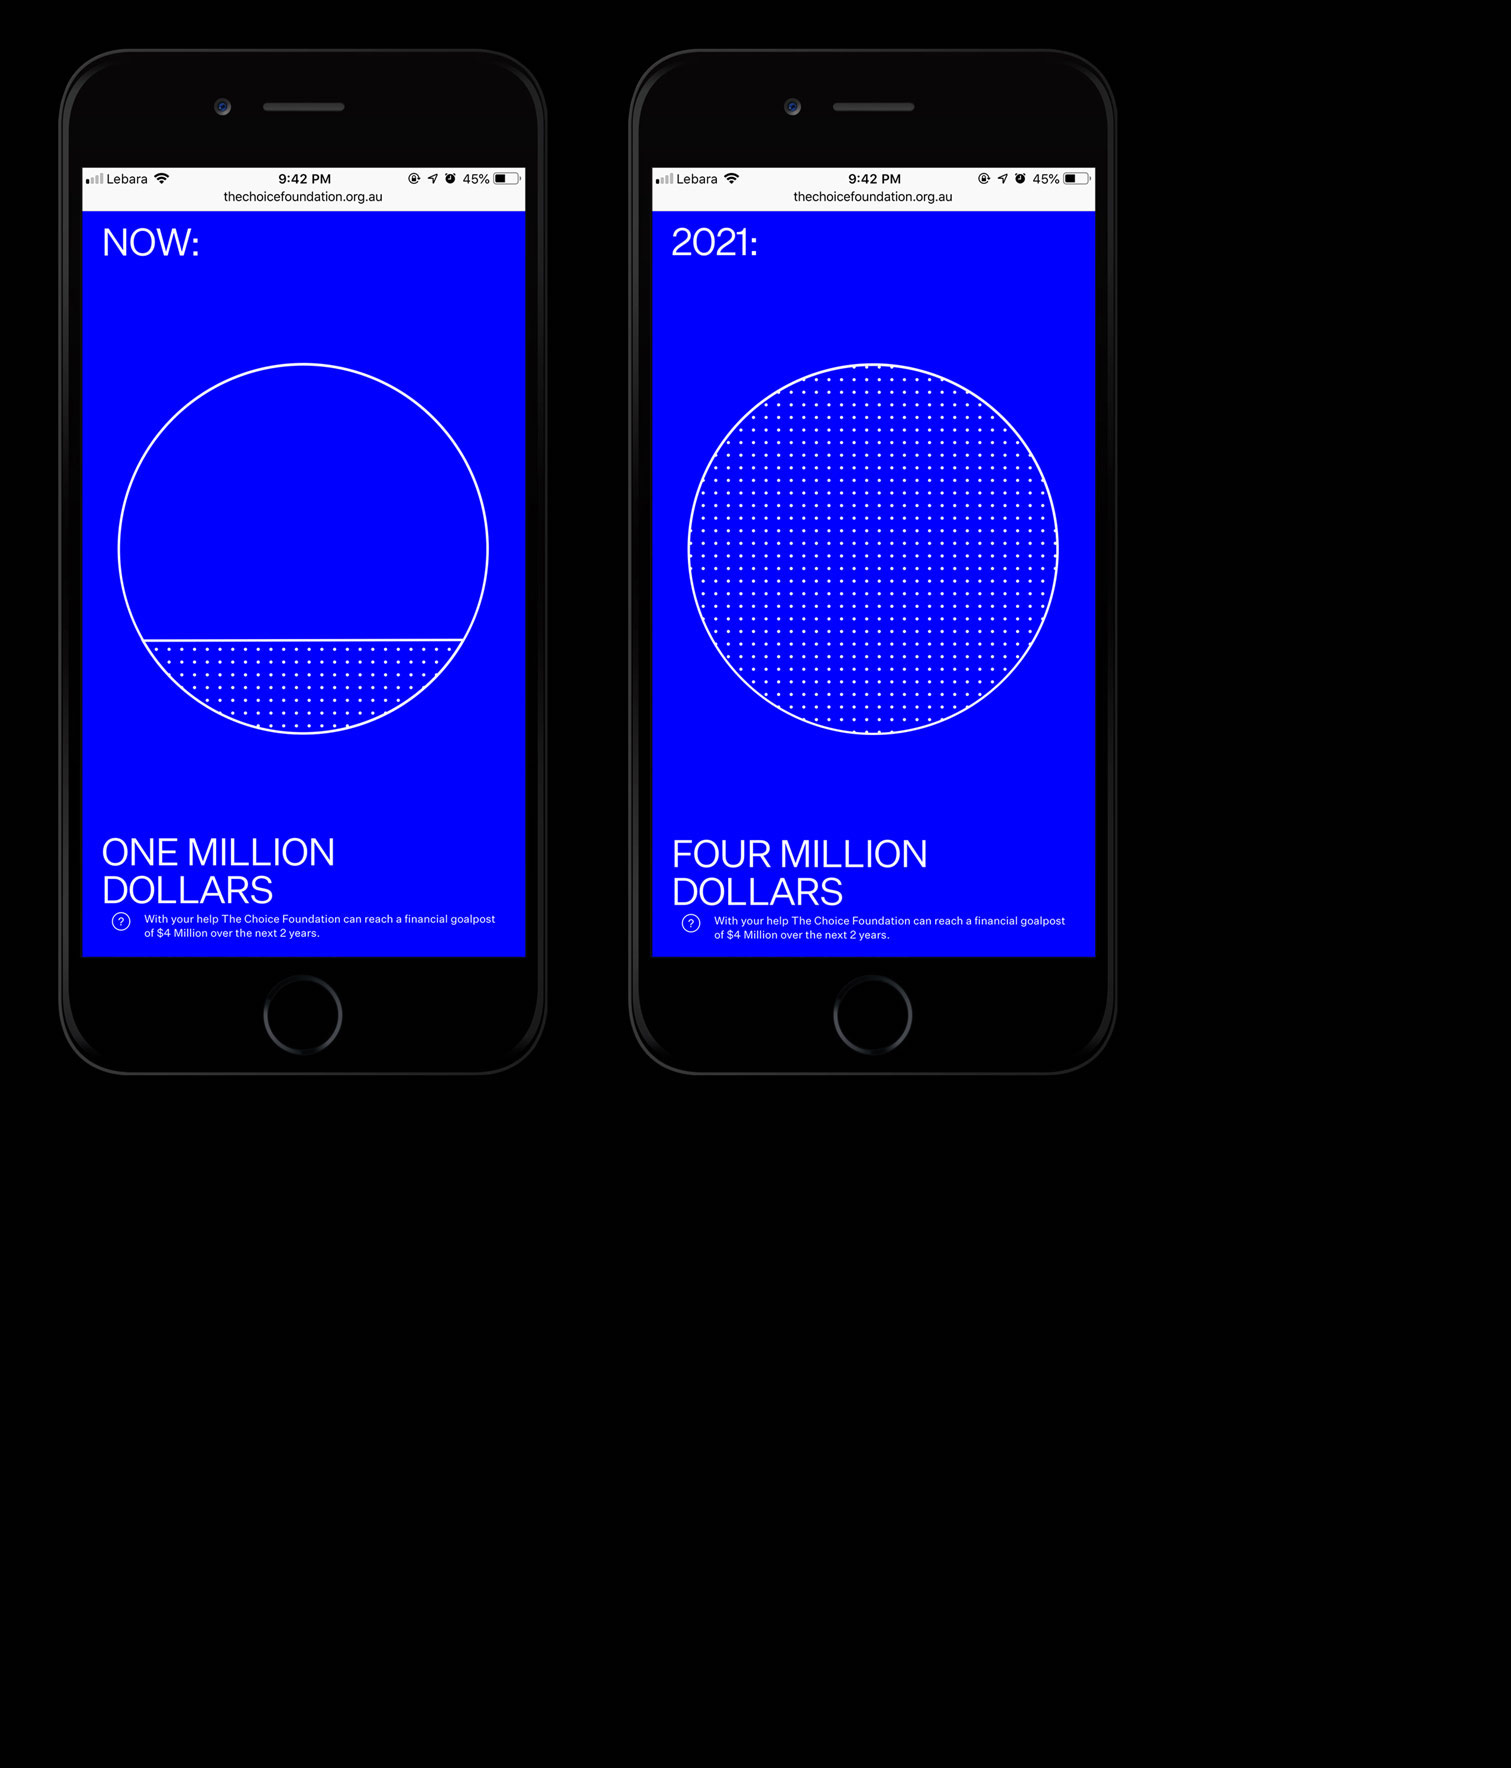 Lebara 9:42 PM 45%
thechoicefoundation.org.au
NOW:
ONE MILLION
DOLLARS
? With your help The Choice Foundation can reach a financial goalpost
of $4 Million over the next 2 years.
Lebara 9:42 PM 45%
thechoicefoundation.org.au
2021:
FOUR MILLION
DOLLARS
? With your help The Choice Foundation can reach a financial goalpost
of $4 Million over the next 2 years.